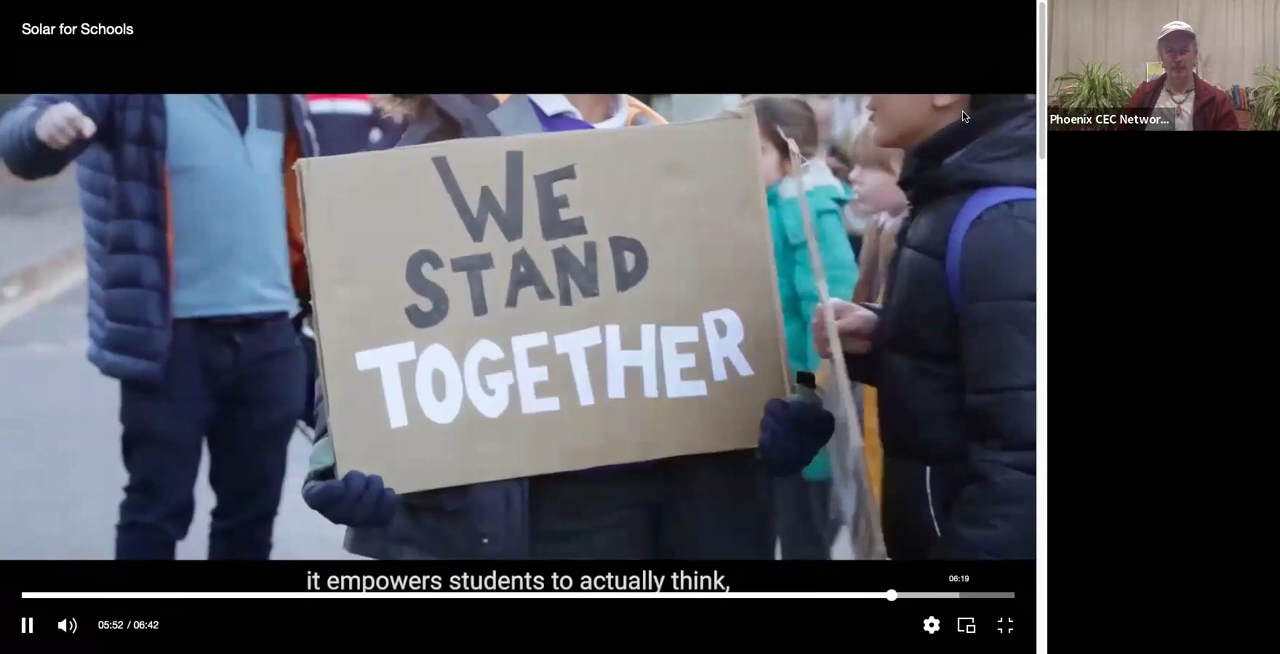 Solar for Schools
WE
STAND
TOGETHER
it empowers students to actually think,
06:19
05:52 / 06:42
Phoenix CEC Networ...